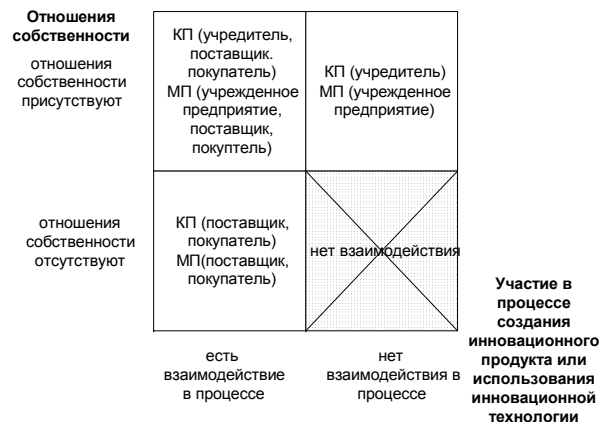 Отношения
собственности
отношения
собственности
присутствуют
КП (учредитель,
поставщик.
покупатель)
МП (учрежденное
предприятие,
поставщик,
покуптель)
КП (учредитель)
МП (учрежденное
предприятие)
отношения
собственности
отсутствуют
КП (поставщик,
покупатель)
МП(поставщик,
покупатель)
нет взаимодействия
есть
взаимодействие
в процессе
нет
взаимодействия в
процессе
Участие в
процессе
создания
инновационного
продукта или
использования
инновационной
технологии